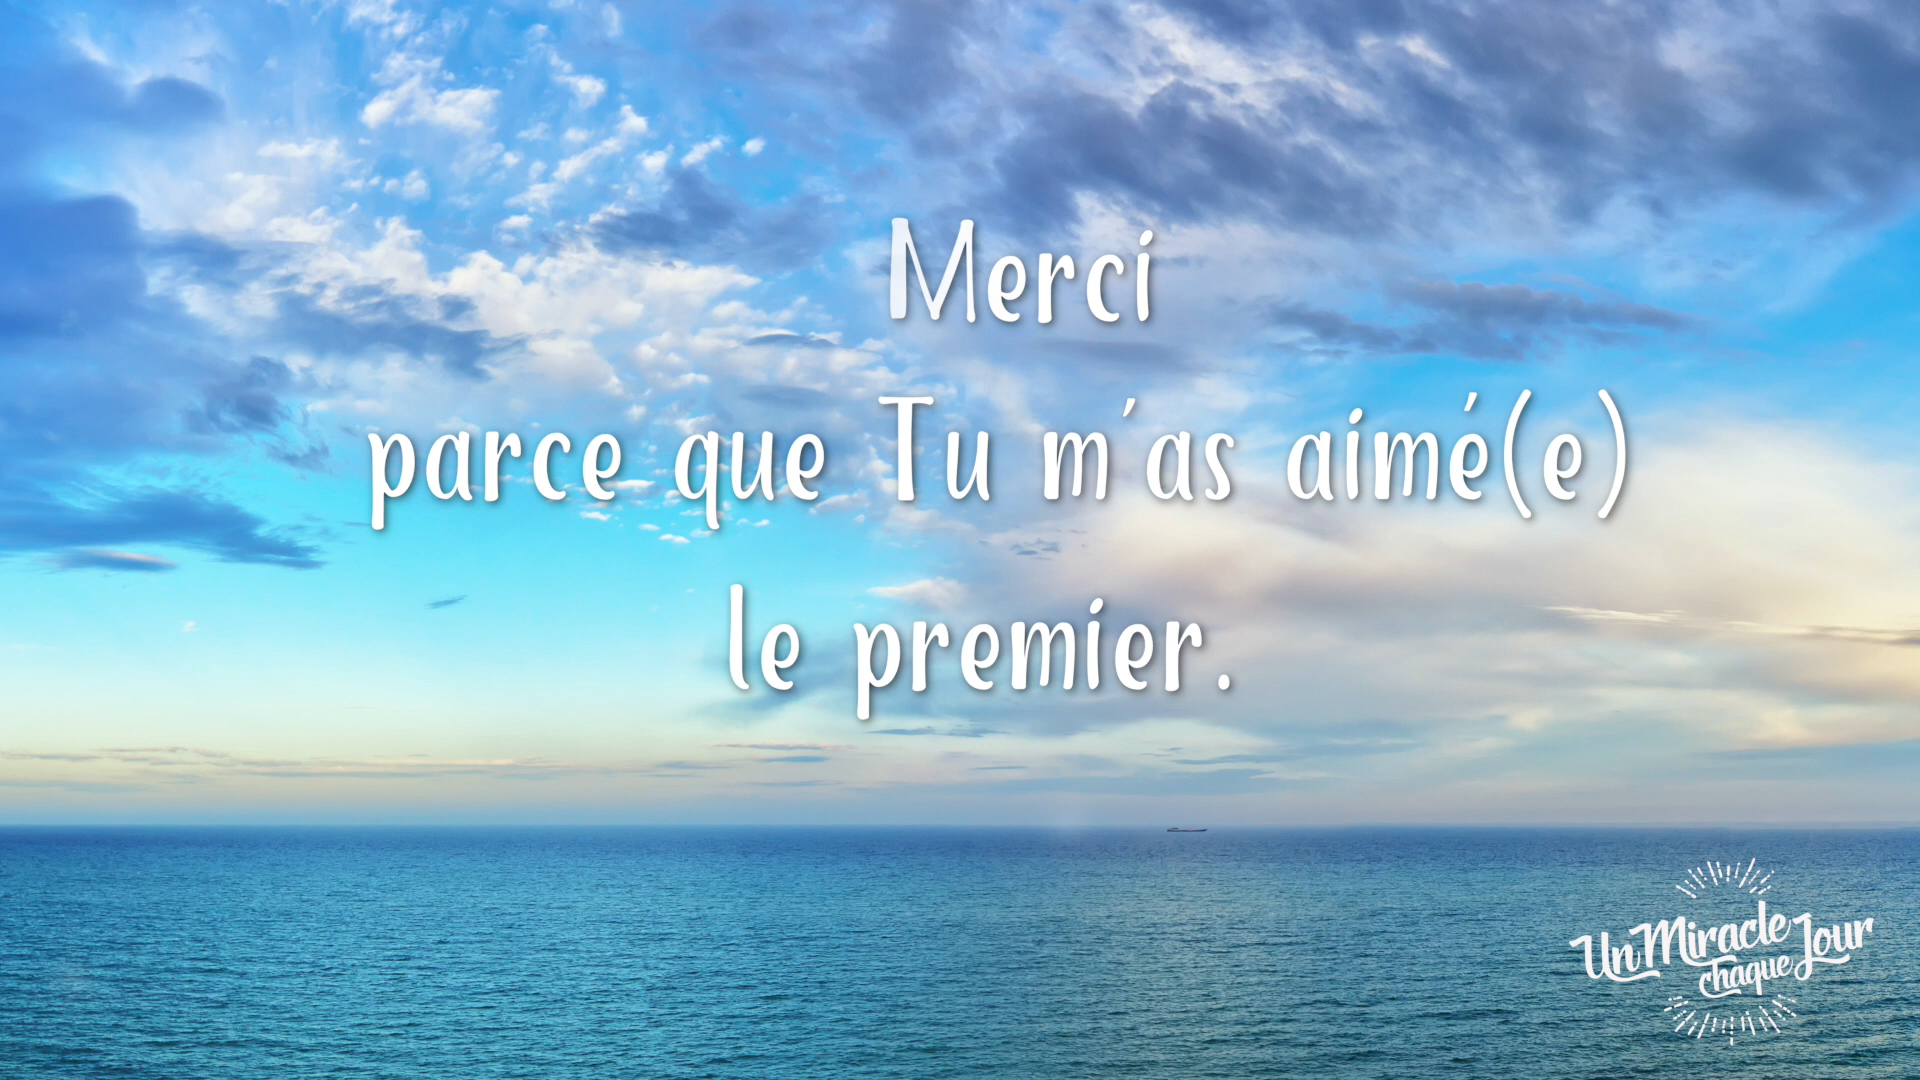 Merci
parce que Tu m'as aimé(e)
le premier.
Un Miracle
chaque Jour